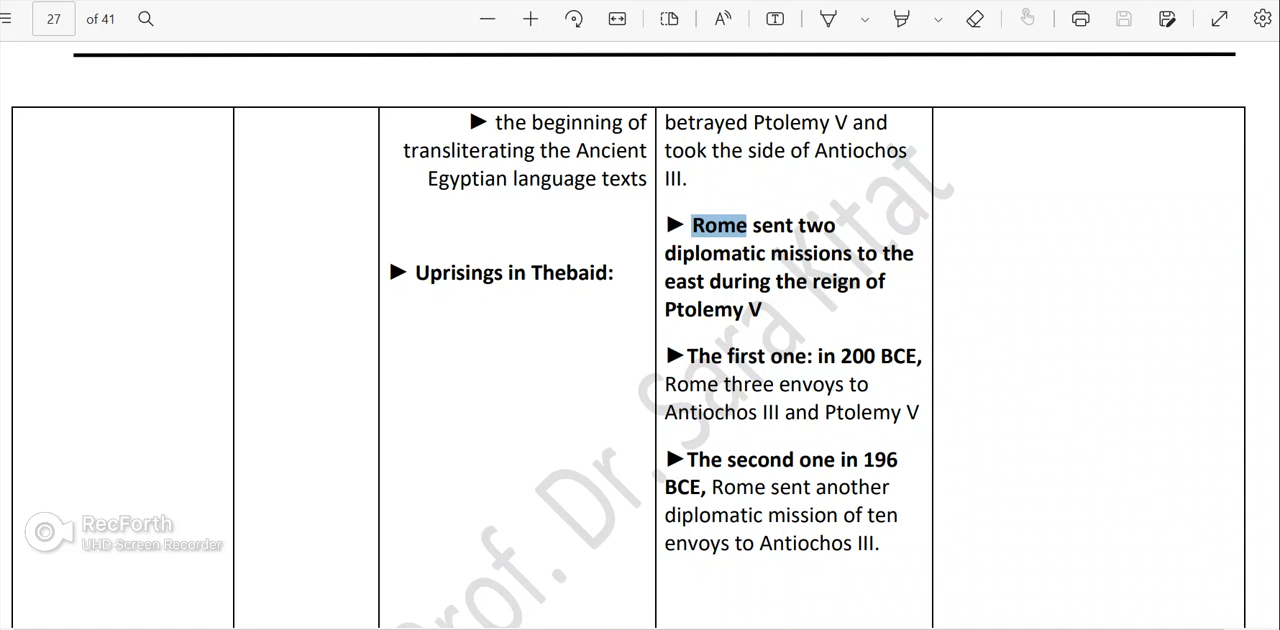 27 of 41
▶ the beginning of
transliterating the Ancient
Egyptian language texts
▶ Uprisings in Thebaid:
betrayed Ptolemy V and
took the side of Antiochos
III.
▶ Rome sent two
diplomatic missions to the
east during the reign of
Ptolemy V
▶The first one: in 200 BCE,
Rome three envoys to
Antiochos III and Ptolemy V
▶The second one in 196
BCE, Rome sent another
diplomatic mission of ten
envoys to Antiochos III.
Prof. Dr. Sara Kitat
RecForth
UHD Screen Recorder